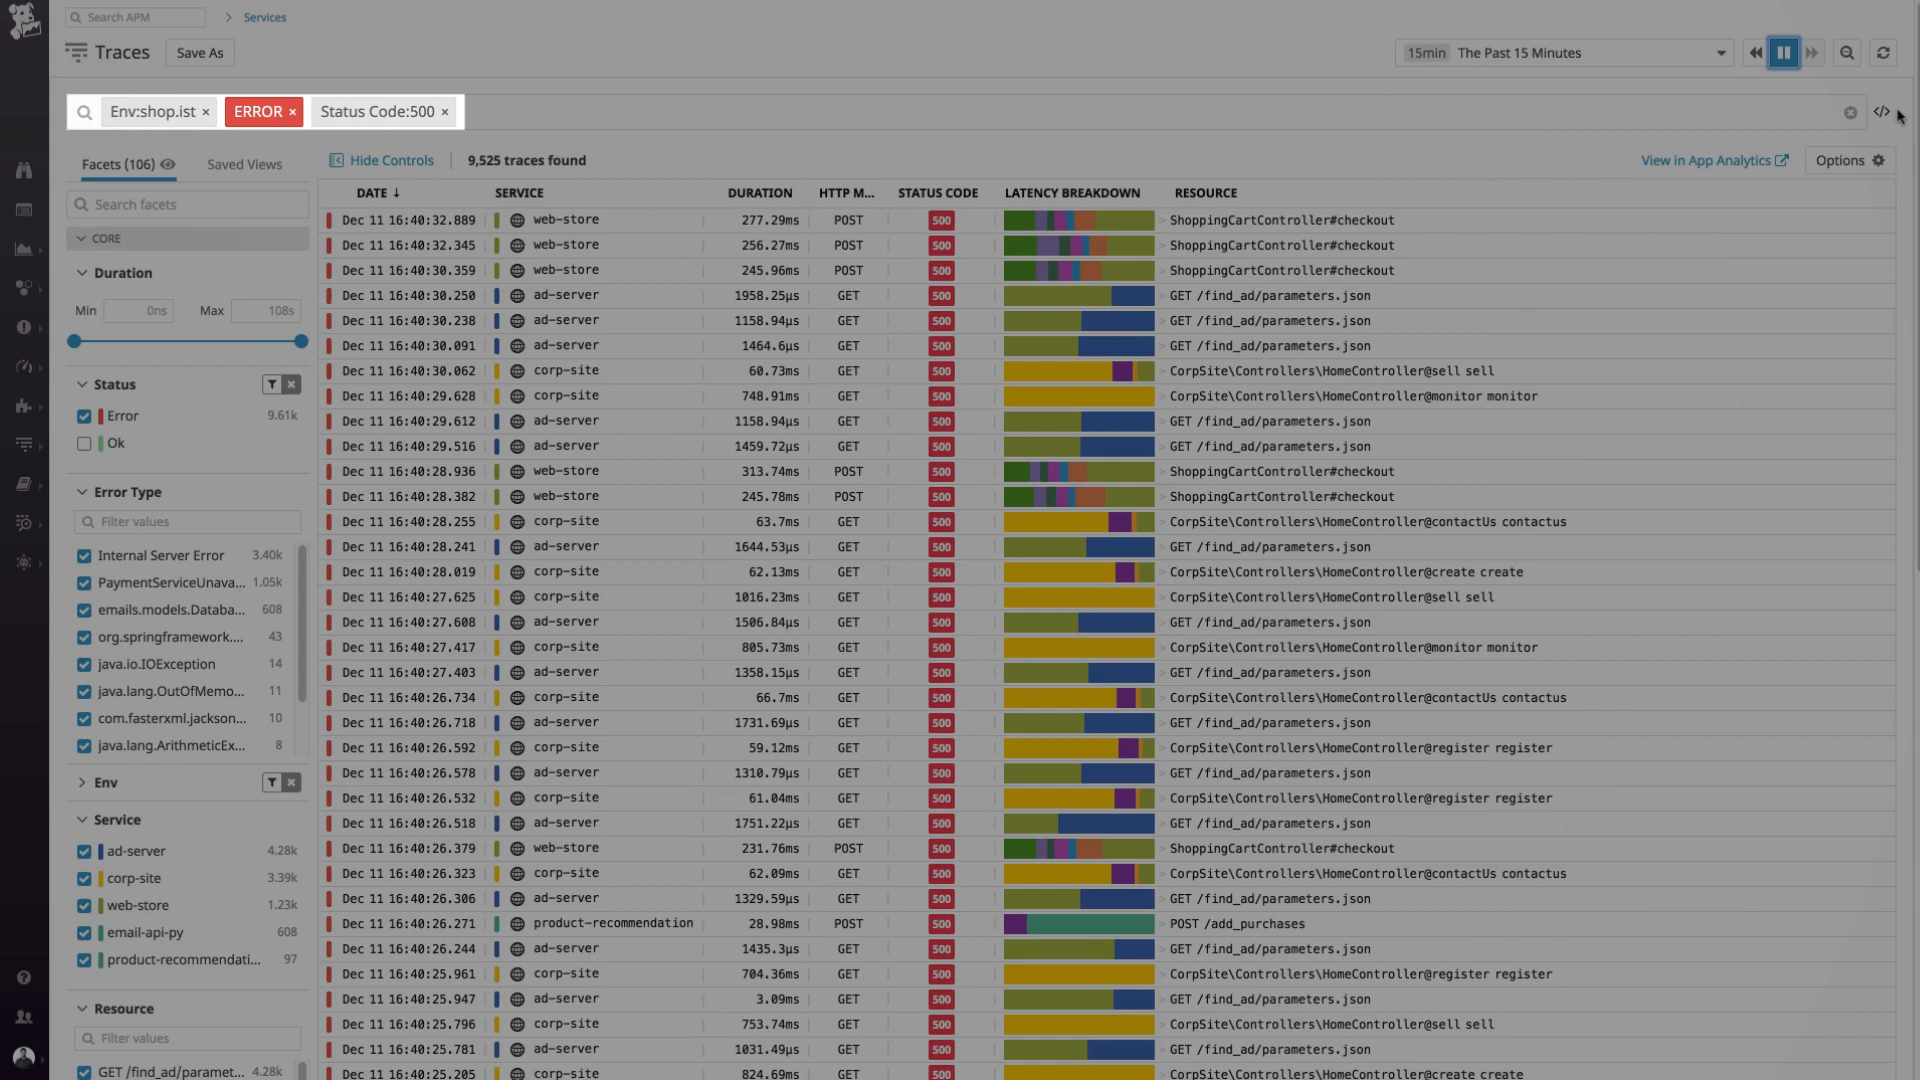 Search APM > Services
Traces Save As 15min The Past 15 Minutes
Env:shop.ist × ERROR × Status Code:500 × </>
Facets (106) Saved Views Hide Controls 9,525 traces found View in App Analytics Options
Search facets
CORE
Duration
Min 0ns Max 108s
Status
Error 9.61k
Ok
Error Type
Filter values
Internal Server Error 3.40k
PaymentServiceUnava... 1.05k
emails.models.Databa... 608
org.springframework.... 43
java.io.IOException 14
java.lang.OutOfMemo... 11
com.fasterxml.jackson... 10
java.lang.ArithmeticEx... 8
Env
Service
ad-server 4.28k
corp-site 3.39k
web-store 1.23k
email-api-py 608
product-recommendati... 97
Resource
Filter values
GET /find_ad/paramet... 4.28k
DATE ↓ SERVICE DURATION HTTP M... STATUS CODE LATENCY BREAKDOWN RESOURCE
Dec 11 16:40:32.889 web-store 277.29ms POST 500 ShoppingCartController#checkout
Dec 11 16:40:32.345 web-store 256.27ms POST 500 ShoppingCartController#checkout
Dec 11 16:40:30.359 web-store 245.96ms POST 500 ShoppingCartController#checkout
Dec 11 16:40:30.250 ad-server 1958.25µs GET 500 GET /find_ad/parameters.json
Dec 11 16:40:30.238 ad-server 1158.94µs GET 500 GET /find_ad/parameters.json
Dec 11 16:40:30.091 ad-server 1464.6µs GET 500 GET /find_ad/parameters.json
Dec 11 16:40:30.062 corp-site 60.73ms GET 500 CorpSite\Controllers\HomeController@sell sell
Dec 11 16:40:29.628 corp-site 748.91ms GET 500 CorpSite\Controllers\HomeController@monitor monitor
Dec 11 16:40:29.612 ad-server 1158.94µs GET 500 GET /find_ad/parameters.json
Dec 11 16:40:29.516 ad-server 1459.72µs GET 500 GET /find_ad/parameters.json
Dec 11 16:40:28.936 web-store 313.74ms POST 500 ShoppingCartController#checkout
Dec 11 16:40:28.382 web-store 245.78ms POST 500 ShoppingCartController#checkout
Dec 11 16:40:28.255 corp-site 63.7ms GET 500 CorpSite\Controllers\HomeController@contactUs contactus
Dec 11 16:40:28.241 ad-server 1644.53µs GET 500 GET /find_ad/parameters.json
Dec 11 16:40:28.019 corp-site 62.13ms GET 500 CorpSite\Controllers\HomeController@create create
Dec 11 16:40:27.625 corp-site 1016.23ms GET 500 CorpSite\Controllers\HomeController@sell sell
Dec 11 16:40:27.608 ad-server 1506.84µs GET 500 GET /find_ad/parameters.json
Dec 11 16:40:27.417 corp-site 805.73ms GET 500 CorpSite\Controllers\HomeController@monitor monitor
Dec 11 16:40:27.403 ad-server 1358.15µs GET 500 GET /find_ad/parameters.json
Dec 11 16:40:26.734 corp-site 66.7ms GET 500 CorpSite\Controllers\HomeController@contactUs contactus
Dec 11 16:40:26.718 ad-server 1731.69µs GET 500 GET /find_ad/parameters.json
Dec 11 16:40:26.592 corp-site 59.12ms GET 500 CorpSite\Controllers\HomeController@register register
Dec 11 16:40:26.578 ad-server 1310.79µs GET 500 GET /find_ad/parameters.json
Dec 11 16:40:26.532 corp-site 61.04ms GET 500 CorpSite\Controllers\HomeController@register register
Dec 11 16:40:26.518 ad-server 1751.22µs GET 500 GET /find_ad/parameters.json
Dec 11 16:40:26.379 web-store 231.76ms POST 500 ShoppingCartController#checkout
Dec 11 16:40:26.323 corp-site 62.09ms GET 500 CorpSite\Controllers\HomeController@contactUs contactus
Dec 11 16:40:26.306 ad-server 1329.59µs GET 500 GET /find_ad/parameters.json
Dec 11 16:40:26.271 product-recommendation 28.98ms POST 500 POST /add_purchases
Dec 11 16:40:26.244 ad-server 1435.3µs GET 500 GET /find_ad/parameters.json
Dec 11 16:40:25.961 corp-site 704.36ms GET 500 CorpSite\Controllers\HomeController@register register
Dec 11 16:40:25.947 ad-server 3.09ms GET 500 GET /find_ad/parameters.json
Dec 11 16:40:25.796 corp-site 753.74ms GET 500 CorpSite\Controllers\HomeController@sell sell
Dec 11 16:40:25.781 ad-server 1031.49µs GET 500 GET /find_ad/parameters.json
Dec 11 16:40:25.205 corp-site 824.69ms GET 500 CorpSite\Controllers\HomeController@create create